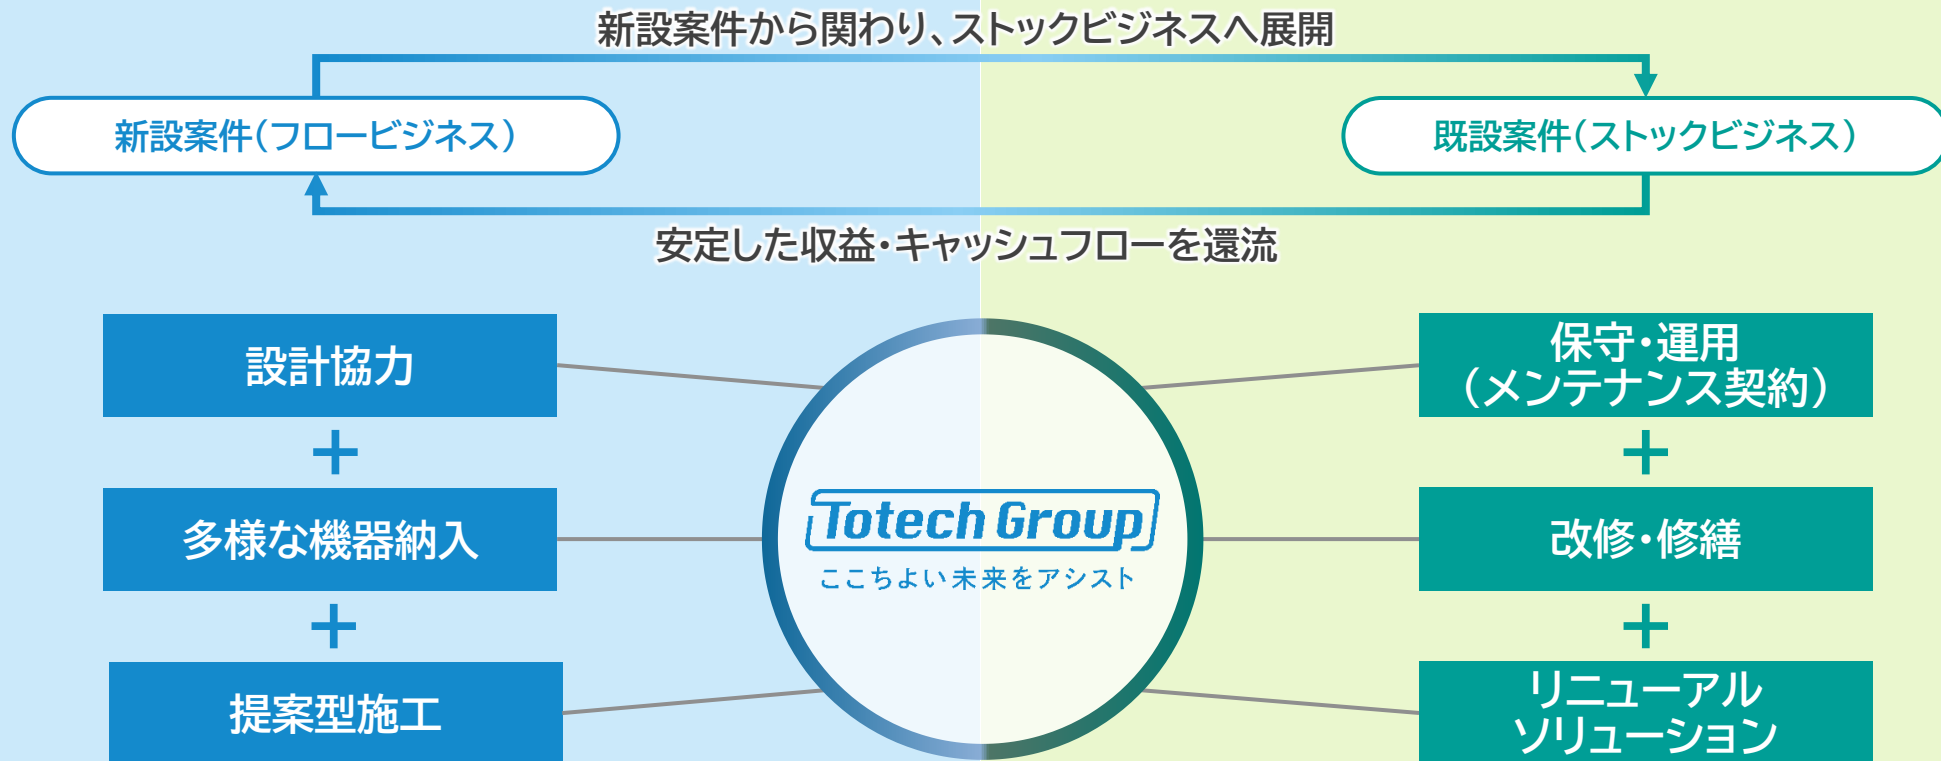 新設案件から関わり、ストックビジネスへ展開
新設案件(フロービジネス)
既設案件(ストックビジネス)
安定した収益・キャッシュフローを還流
設計協力
+
多様な機器納入
+
提案型施工
Totech Group
ここちよい未来をアシスト
保守・運用
(メンテナンス契約)
+
改修・修繕
+
リニューアル
ソリューション